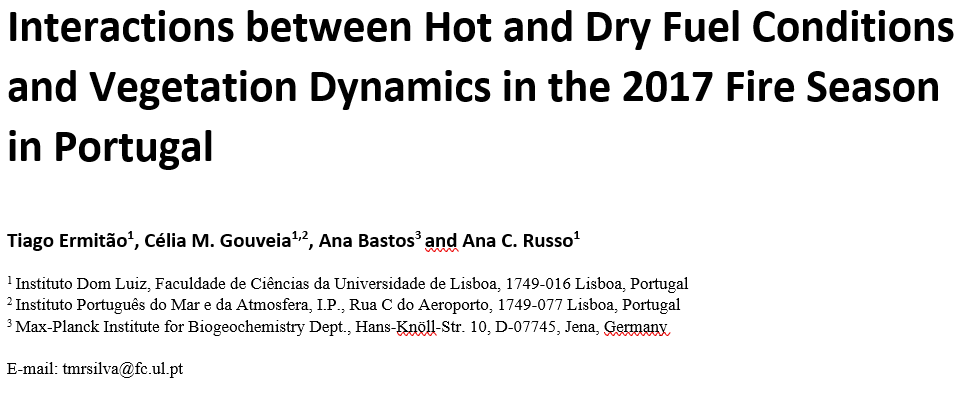 Interactions between Hot and Dry Fuel Conditions
and Vegetation Dynamics in the 2017 Fire Season
in Portugal
Tiago Ermitão¹, Célia M. Gouveia¹,², Ana Bastos³ and Ana C. Russo¹
¹ Instituto Dom Luiz, Faculdade de Ciências da Universidade de Lisboa, 1749-016 Lisboa, Portugal
² Instituto Português do Mar e da Atmosfera, I.P., Rua C do Aeroporto, 1749-077 Lisboa, Portugal
³ Max-Planck Institute for Biogeochemistry Dept., Hans-Knöll-Str. 10, D-07745, Jena, Germany
E-mail: tmrsilva@fc.ul.pt